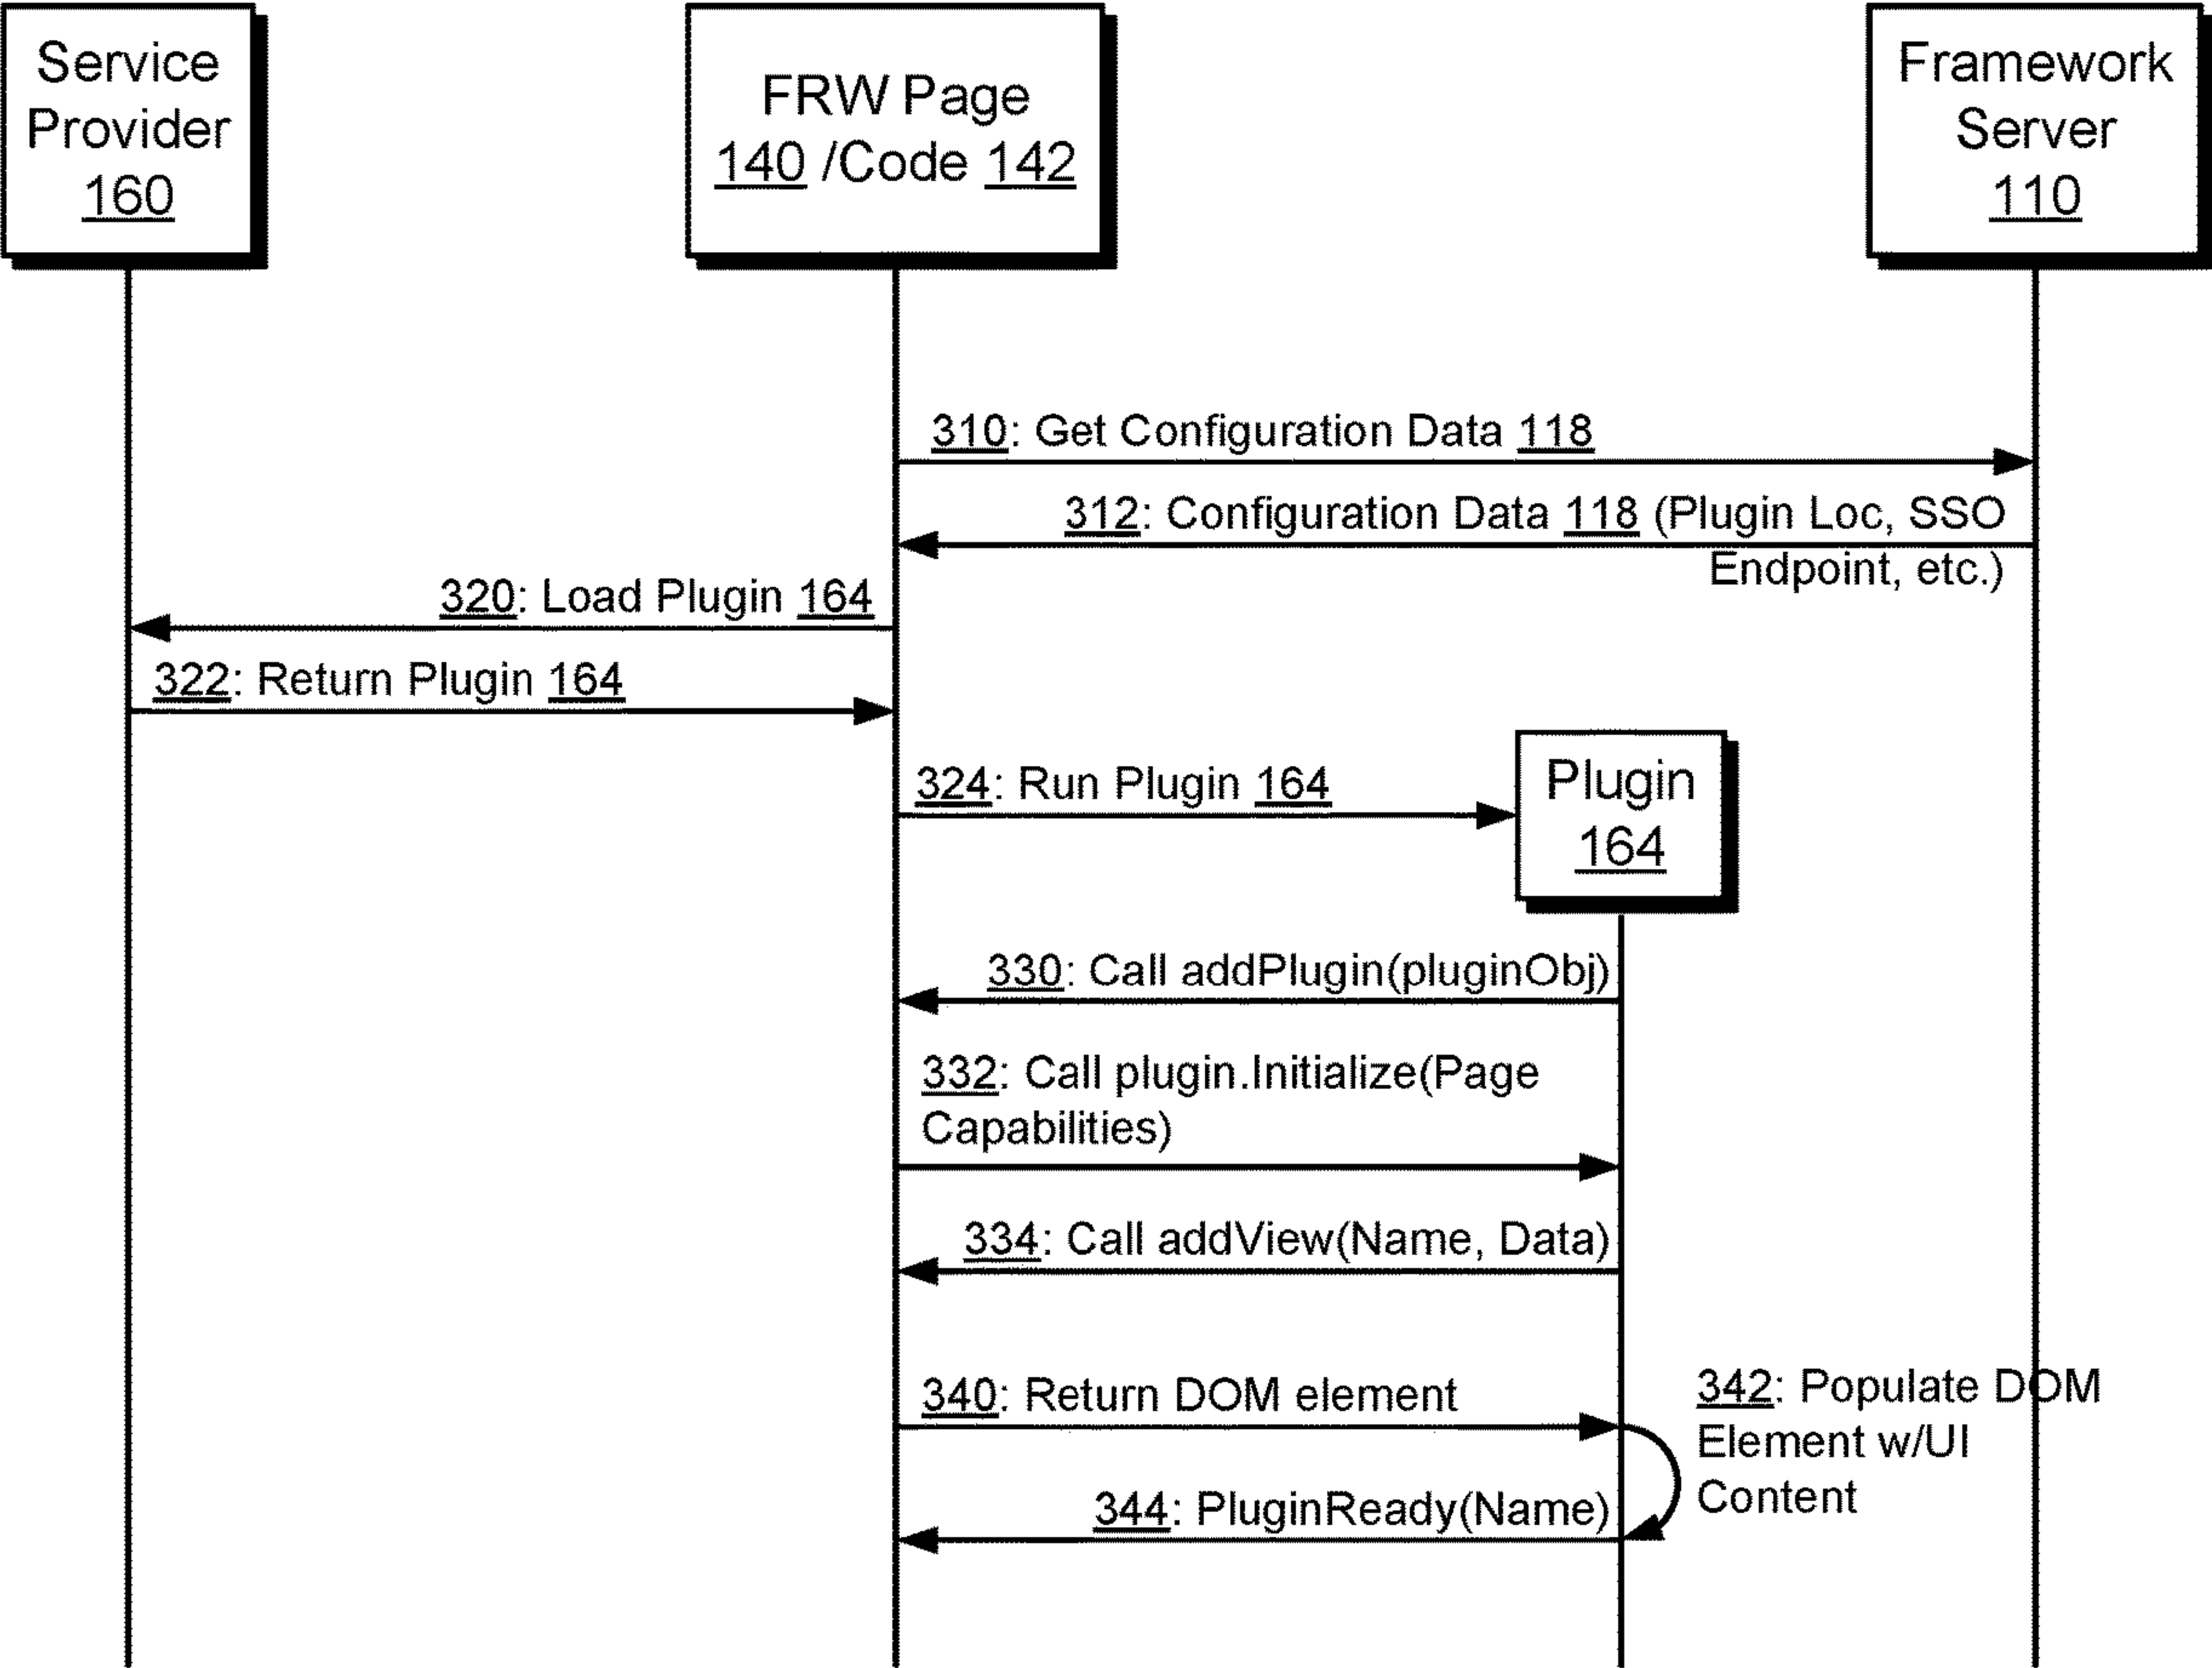 Service
Provider
160
FRW Page
140 /Code 142
Framework
Server
110
310: Get Configuration Data 118
312: Configuration Data 118 (Plugin Loc, SSO
Endpoint, etc.)
320: Load Plugin 164
322: Return Plugin 164
324: Run Plugin 164
Plugin
164
330: Call addPlugin(pluginObj)
332: Call plugin.Initialize(Page
Capabilities)
334: Call addView(Name, Data)
340: Return DOM element
342: Populate DOM
Element w/UI
Content
344: PluginReady(Name)